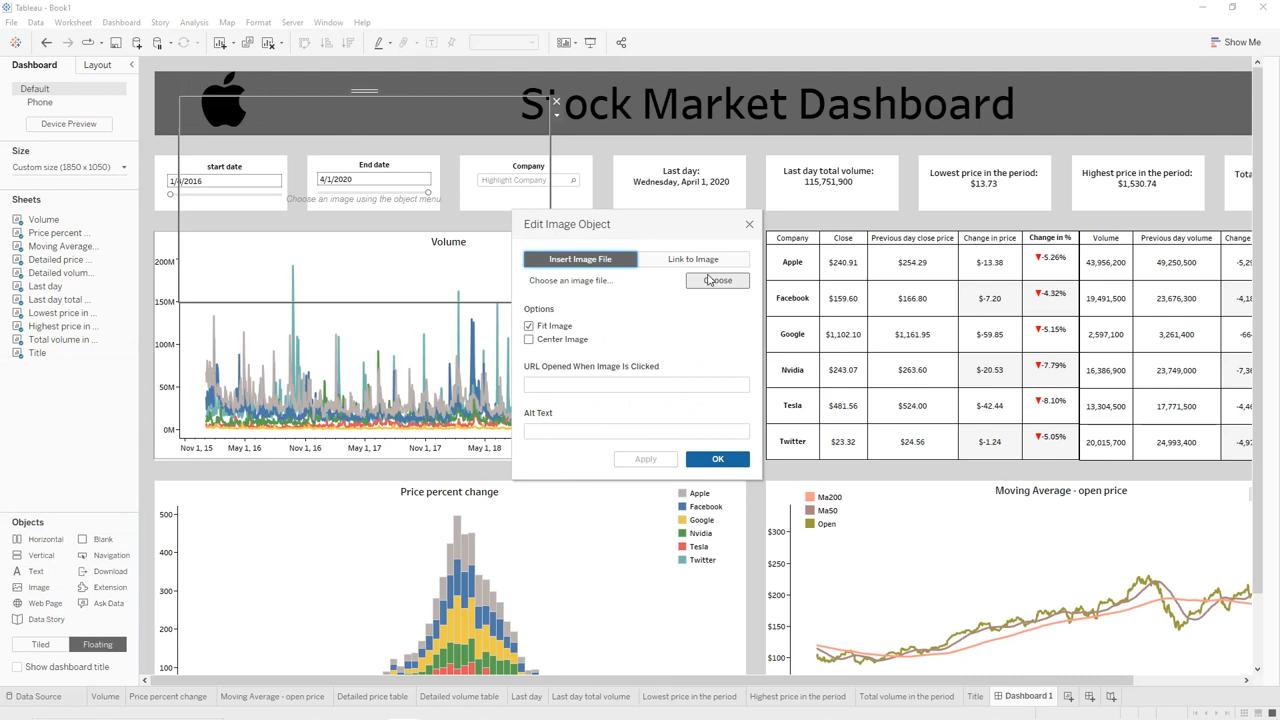 Tableau - Book1
File Data Worksheet Dashboard Story Analysis Map Format Server Window Help
Show Me
Dashboard Layout
Default
Phone
Device Preview
Size
Custom size (1850 x 1050)
Sheets
Volume
Price percent ...
Moving Average...
Detailed price ...
Detailed volum...
Last day
Last day total ...
Lowest price in ...
Highest price in ...
Total volume in ...
Title
Objects
Horizontal Blank
Vertical Navigation
Text Download
Image Extension
Web Page Ask Data
Data Story
Tiled Floating
Show dashboard title
Stock Market Dashboard
start date
1/4/2016
End date
4/1/2020
Company
Highlight Company
Last day:
Wednesday, April 1, 2020
Last day total volume:
115,751,900
Lowest price in the period:
$13.73
Highest price in the period:
$1,530.74
Choose an image using the object menu
Volume
200M
150M
100M
50M
0M
Nov 1, 15 May 1, 16 Nov 1, 16 May 1, 17 Nov 1, 17 May 1, 18
Edit Image Object
Insert Image File Link to Image
Choose an image file... Choose
Options
Fit Image
Center Image
URL Opened When Image Is Clicked
Alt Text
Apply OK
Company Close Previous day close price Change in price Change in % Volume Previous day volume
Apple $240.91 $254.29 $-13.38 -5.26% 43,956,200 49,250,500
Facebook $159.60 $166.80 $-7.20 -4.32% 19,491,500 23,676,300
Google $1,102.10 $1,161.95 $-59.85 -5.15% 2,597,100 3,261,400
Nvidia $243.07 $263.60 $-20.53 -7.79% 16,386,900 23,749,000
Tesla $481.56 $524.00 $-42.44 -8.10% 13,304,500 17,771,500
Twitter $23.32 $24.56 $-1.24 -5.05% 20,015,700 24,993,400
Price percent change
500
400
300
200
100
Apple
Facebook
Google
Nvidia
Tesla
Twitter
Moving Average - open price
Ma200
Ma50
Open
$300
$250
$200
$150
$100
Data Source Volume Price percent change Moving Average - open price Detailed price table Detailed volume table Last day Last day total volume Lowest price in the period Highest price in the period Total volume in the period Title Dashboard 1